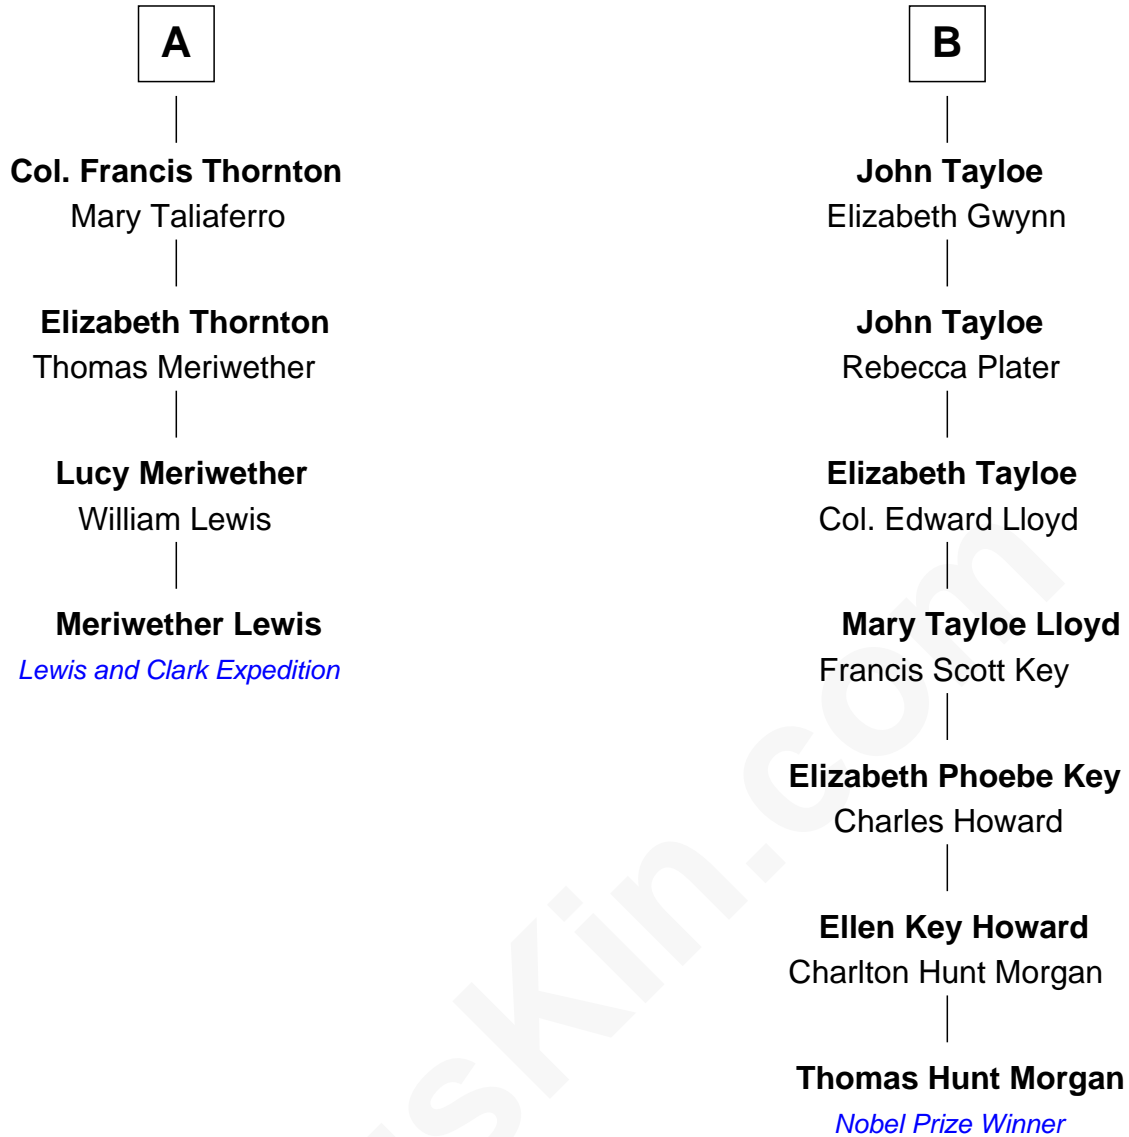 A
Col. Francis Thornton
Mary Taliaferro
Elizabeth Thornton
Thomas Meriwether
Lucy Meriwether
William Lewis
Meriwether Lewis
Lewis and Clark Expedition
B
John Tayloe
Elizabeth Gwynn
John Tayloe
Rebecca Plater
Elizabeth Tayloe
Col. Edward Lloyd
Mary Tayloe Lloyd
Francis Scott Key
Elizabeth Phoebe Key
Charles Howard
Ellen Key Howard
Charlton Hunt Morgan
Thomas Hunt Morgan
Nobel Prize Winner
sKin.com